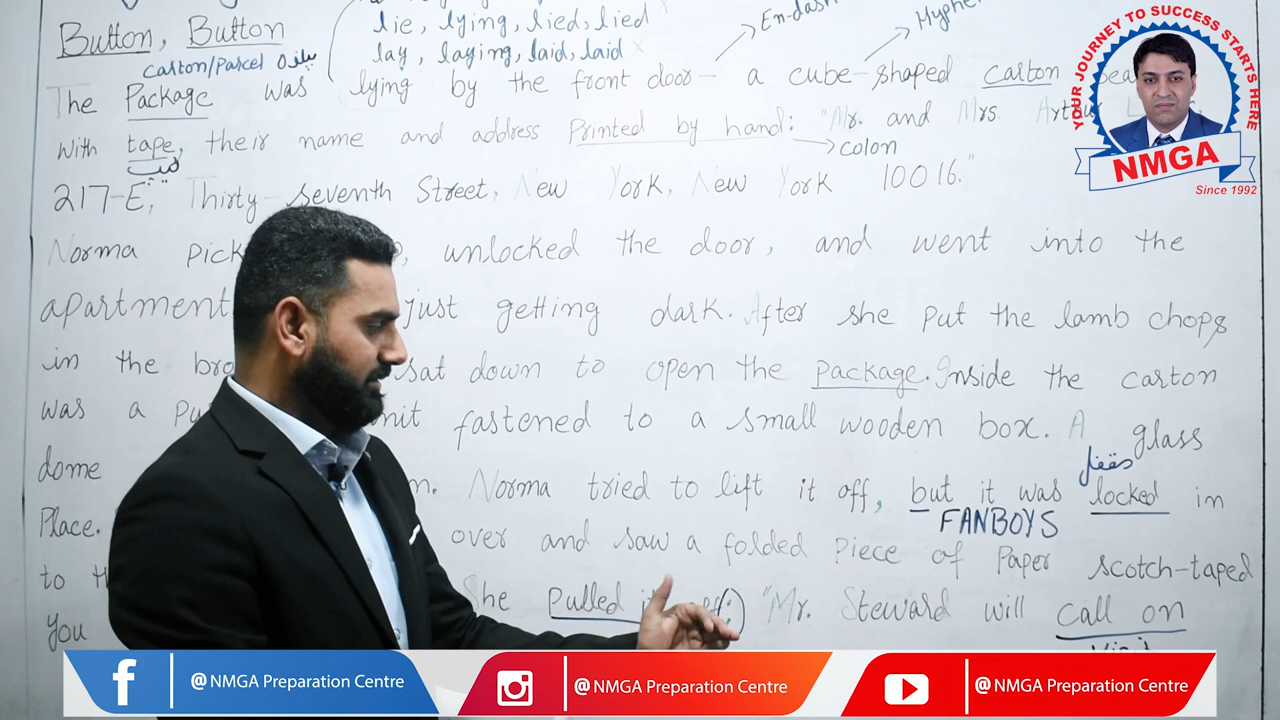 Button, Button
lie, lying, lied, lied x
lay, laying, laid, laid x
En-dash
Carton/Parcel پلندہ
The Package was lying by the front door – a cube-shaped carton
with tape, their name and address Printed by hand: "Mr. and Mrs.
ٹیپ
colon
217-E, Thirty-seventh Street, New York, New York 10016."
Norma unlocked the door, and went into the
apartment just getting dark. After she put the lamb chops
in the sat down to open the package. Inside the carton
was a fastened to a small wooden box. A glass
dome Norma tried to lift it off, but it was locked in
مقفل
FANBOYS
Place. over and saw a folded piece of Paper scotch-taped
to She pulled "Mr. Steward will call on
You
Visit
YOUR JOURNEY TO SUCCESS STARTS HERE
NMGA
Since 1992
@NMGA Preparation Centre
@NMGA Preparation Centre
@NMGA Preparation Centre